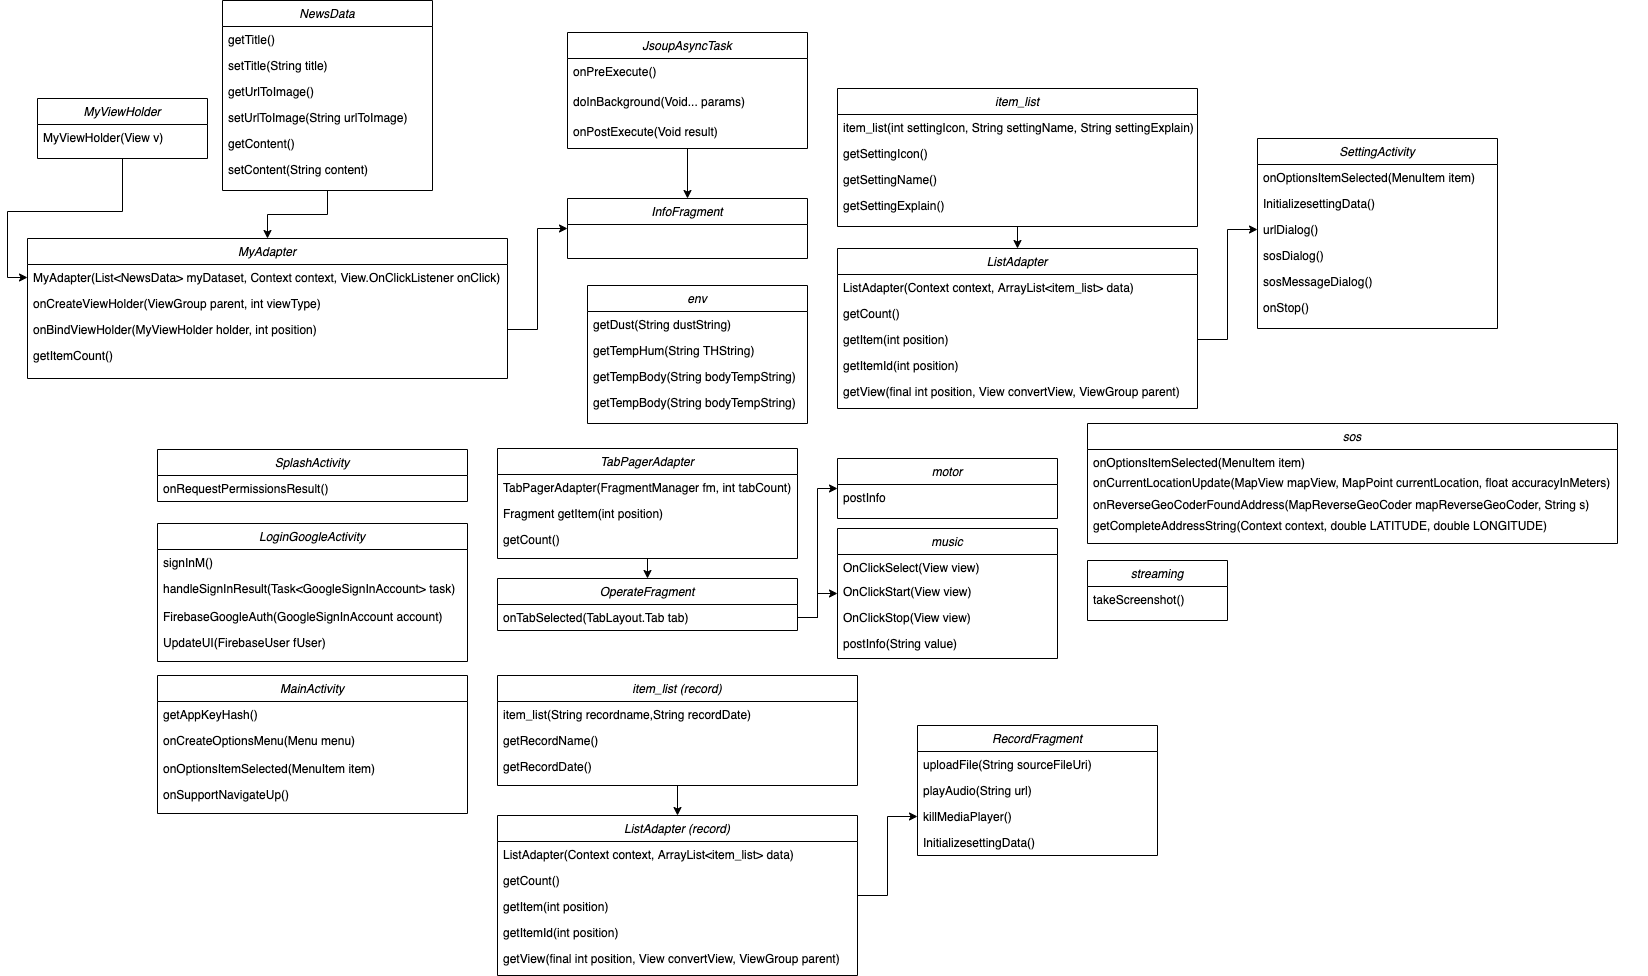 NewsData
getTitle()
setTitle(String title)
getUrlToImage()
setUrlToImage(String urlToImage)
getContent()
setContent(String content)
MyViewHolder
MyViewHolder(View v)
MyAdapter
MyAdapter(List<NewsData> myDataset, Context context, View.OnClickListener onClick)
onCreateViewHolder(ViewGroup parent, int viewType)
onBindViewHolder(MyViewHolder holder, int position)
getItemCount()
JsoupAsyncTask
onPreExecute()
doInBackground(Void... params)
onPostExecute(Void result)
InfoFragment
env
getDust(String dustString)
getTempHum(String THString)
getTempBody(String bodyTempString)
getTempBody(String bodyTempString)
item_list
item_list(int settingIcon, String settingName, String settingExplain)
getSettingIcon()
getSettingName()
getSettingExplain()
ListAdapter
ListAdapter(Context context, ArrayList<item_list> data)
getCount()
getItem(int position)
getItemId(int position)
getView(final int position, View convertView, ViewGroup parent)
SettingActivity
onOptionsItemSelected(MenuItem item)
InitializesettingData()
urlDialog()
sosDialog()
sosMessageDialog()
onStop()
SplashActivity
onRequestPermissionsResult()
LoginGoogleActivity
signInM()
handleSignInResult(Task<GoogleSignInAccount> task)
FirebaseGoogleAuth(GoogleSignInAccount account)
UpdateUI(FirebaseUser fUser)
MainActivity
getAppKeyHash()
onCreateOptionsMenu(Menu menu)
onOptionsItemSelected(MenuItem item)
onSupportNavigateUp()
TabPagerAdapter
TabPagerAdapter(FragmentManager fm, int tabCount)
Fragment getItem(int position)
getCount()
OperateFragment
onTabSelected(TabLayout.Tab tab)
motor
postInfo
music
OnClickSelect(View view)
OnClickStart(View view)
OnClickStop(View view)
postInfo(String value)
sos
onOptionsItemSelected(MenuItem item)
onCurrentLocationUpdate(MapView mapView, MapPoint currentLocation, float accuracyInMeters)
onReverseGeoCoderFoundAddress(MapReverseGeoCoder mapReverseGeoCoder, String s)
getCompleteAddressString(Context context, double LATITUDE, double LONGITUDE)
streaming
takeScreenshot()
item_list (record)
item_list(String recordname,String recordDate)
getRecordName()
getRecordDate()
ListAdapter (record)
ListAdapter(Context context, ArrayList<item_list> data)
getCount()
getItem(int position)
getItemId(int position)
getView(final int position, View convertView, ViewGroup parent)
RecordFragment
uploadFile(String sourceFileUri)
playAudio(String url)
killMediaPlayer()
InitializesettingData()